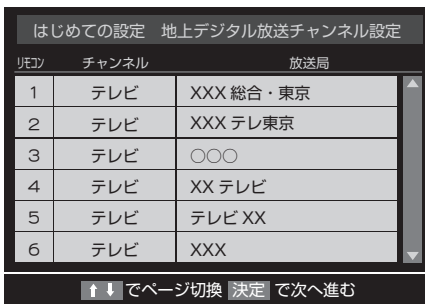 はじめての設定　地上デジタル放送チャンネル設定
リモコン　チャンネル　放送局
1　テレビ　XXX 総合・東京
2　テレビ　XXX テレ東京
3　テレビ　○○○
4　テレビ　XX テレビ
5　テレビ　テレビ XX
6　テレビ　XXX
⬆⬇ でページ切換 決定 で次へ進む